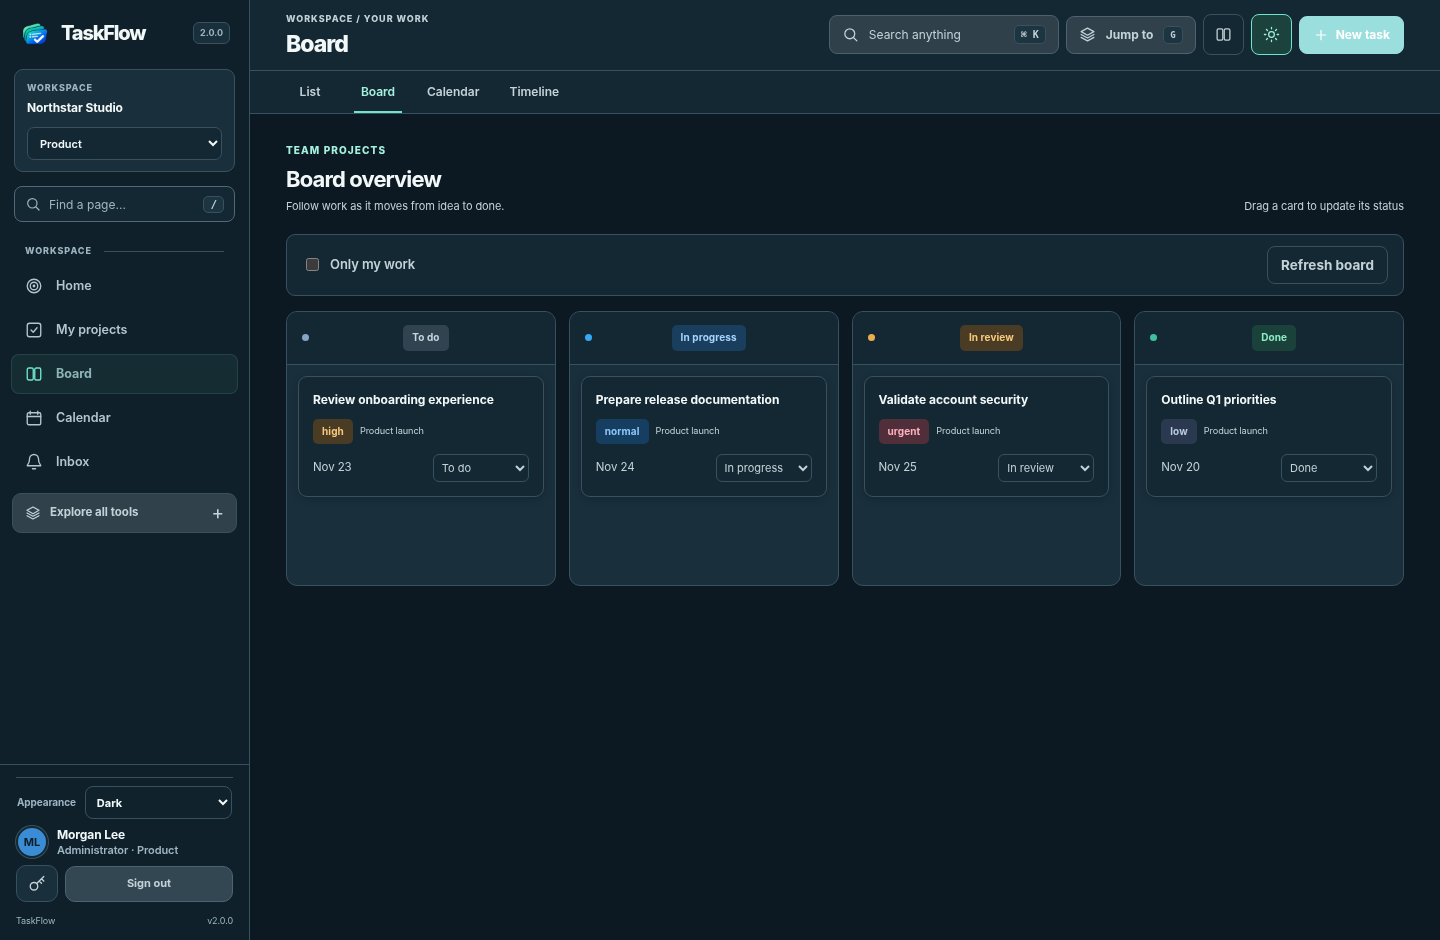 TaskFlow
2.0.0
WORKSPACE
Northstar Studio
Product
Find a page...
/
WORKSPACE
Home
My projects
Board
Calendar
Inbox
Explore all tools
+
Appearance
Dark
ML
Morgan Lee
Administrator · Product
Sign out
TaskFlow
v2.0.0
WORKSPACE / YOUR WORK
Board
Search anything
⌘ K
Jump to
G
+ New task
List
Board
Calendar
Timeline
TEAM PROJECTS
Board overview
Follow work as it moves from idea to done.
Drag a card to update its status
Only my work
Refresh board
To do
Review onboarding experience
high
Product launch
Nov 23
To do
In progress
Prepare release documentation
normal
Product launch
Nov 24
In progress
In review
Validate account security
urgent
Product launch
Nov 25
In review
Done
Outline Q1 priorities
low
Product launch
Nov 20
Done